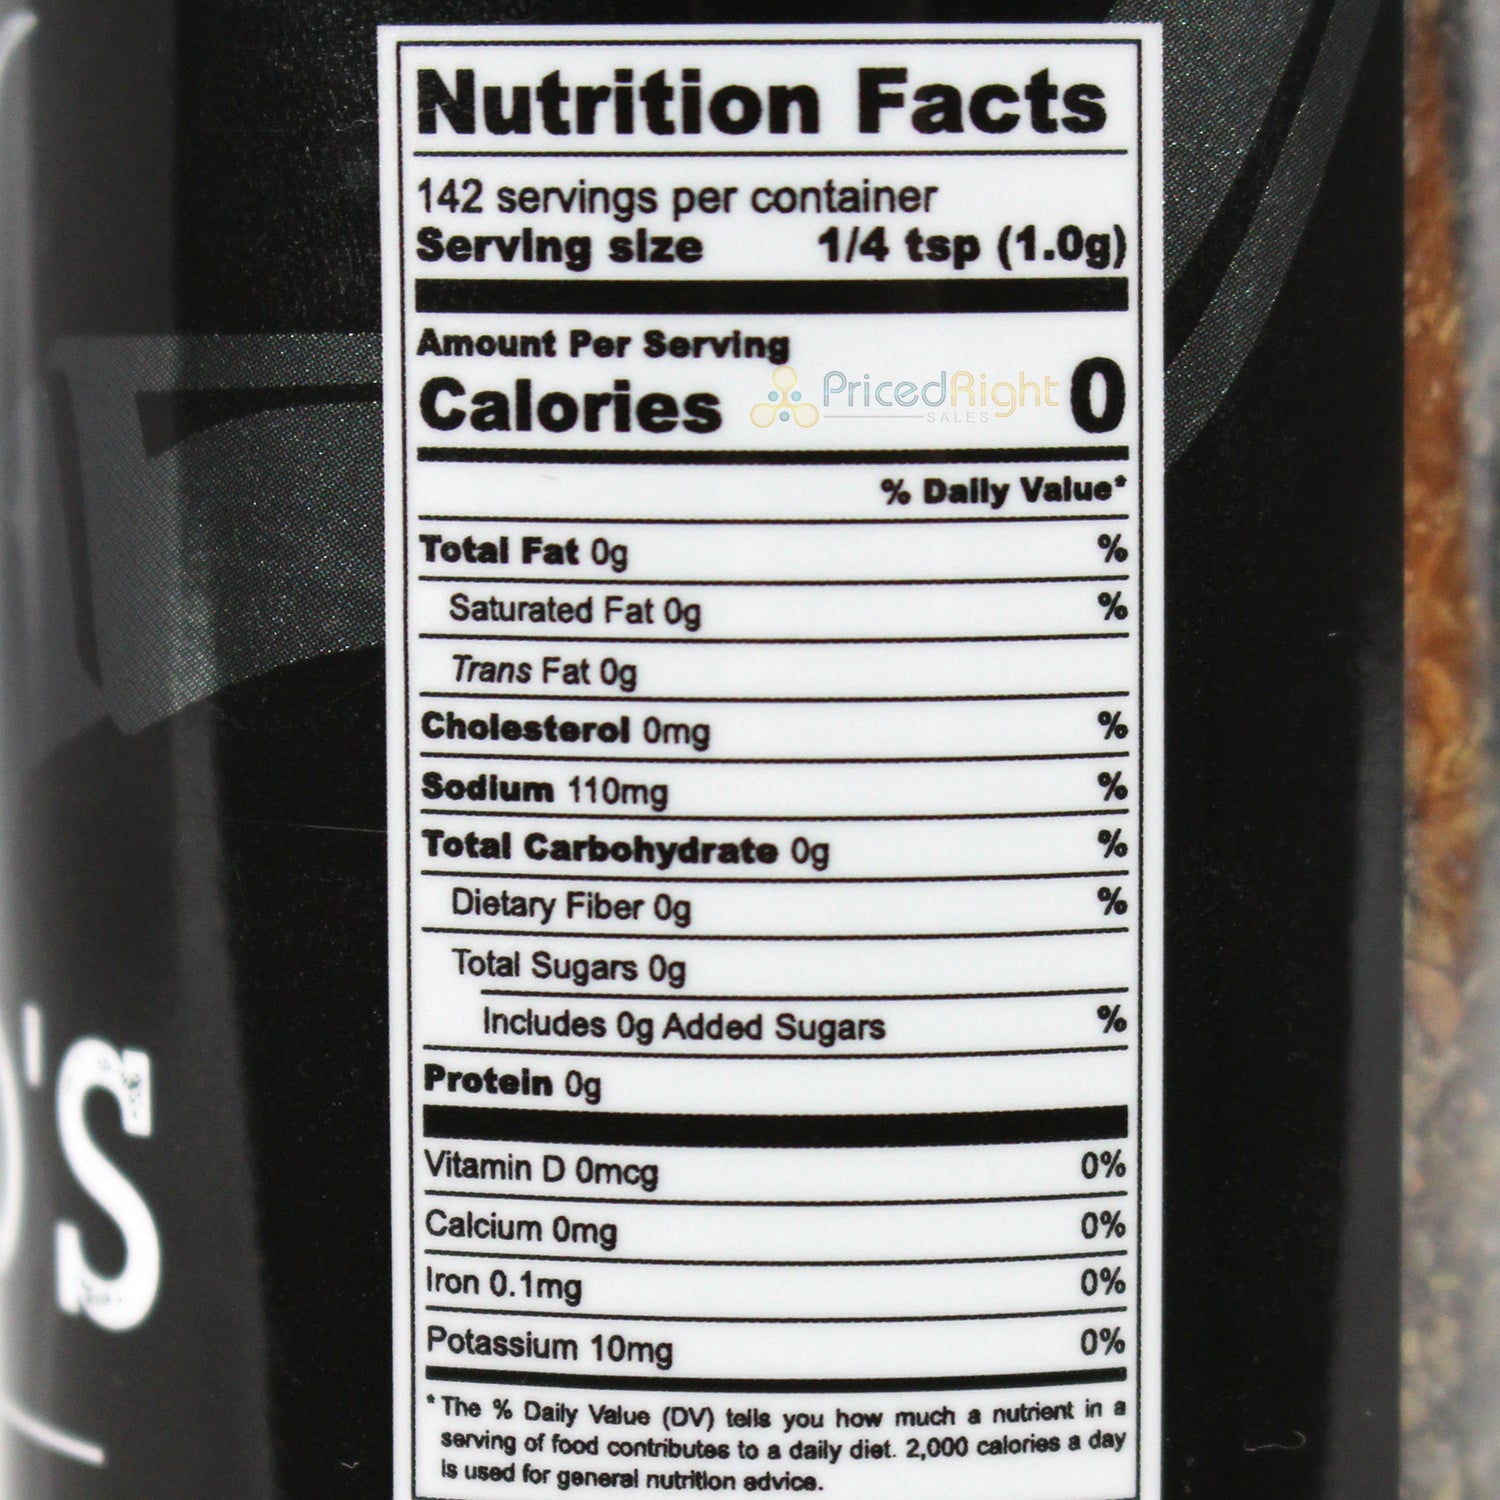 Nutrition Facts
142 servings per container
Serving size 1/4 tsp (1.0g)
Amount Per Serving
Calories 0
PricedRight
SALES
% Daily Value*
Total Fat 0g %
Saturated Fat 0g %
Trans Fat 0g
Cholesterol 0mg %
Sodium 110mg %
Total Carbohydrate 0g %
Dietary Fiber 0g %
Total Sugars 0g
Includes 0g Added Sugars %
Protein 0g
Vitamin D 0mcg 0%
Calcium 0mg 0%
Iron 0.1mg 0%
Potassium 10mg 0%
* The % Daily Value (DV) tells you how much a nutrient in a
serving of food contributes to a daily diet. 2,000 calories a day
is used for general nutrition advice.
'S